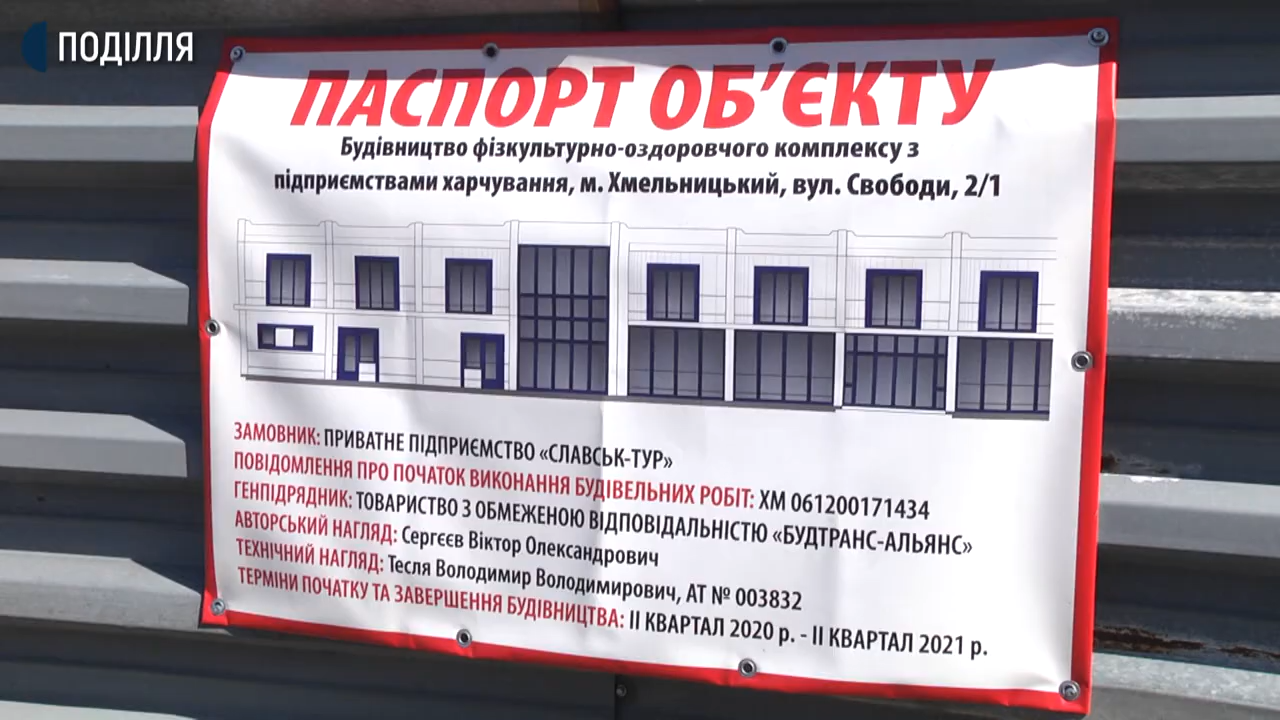 ПОДІЛЛЯ
ПАСПОРТ ОБ’ЄКТУ
Будівництво фізкультурно-оздоровчого комплексу з
підприємствами харчування, м. Хмельницький, вул. Свободи, 2/1
ЗАМОВНИК: ПРИВАТНЕ ПІДПРИЄМСТВО «СЛАВСЬК-ТУР»
ПОВІДОМЛЕННЯ ПРО ПОЧАТОК ВИКОНАННЯ БУДІВЕЛЬНИХ РОБІТ: ХМ 061200171434
ГЕНПІДРЯДНИК: ТОВАРИСТВО З ОБМЕЖЕНОЮ ВІДПОВІДАЛЬНІСТЮ «БУДТРАНС-АЛЬЯНС»
АВТОРСЬКИЙ НАГЛЯД: Сергєєв Віктор Олександрович
ТЕХНІЧНИЙ НАГЛЯД: Тесля Володимир Володимирович, АТ № 003832
ТЕРМІНИ ПОЧАТКУ ТА ЗАВЕРШЕННЯ БУДІВНИЦТВА: ІІ КВАРТАЛ 2020 р. - ІІ КВАРТАЛ 2021 р.